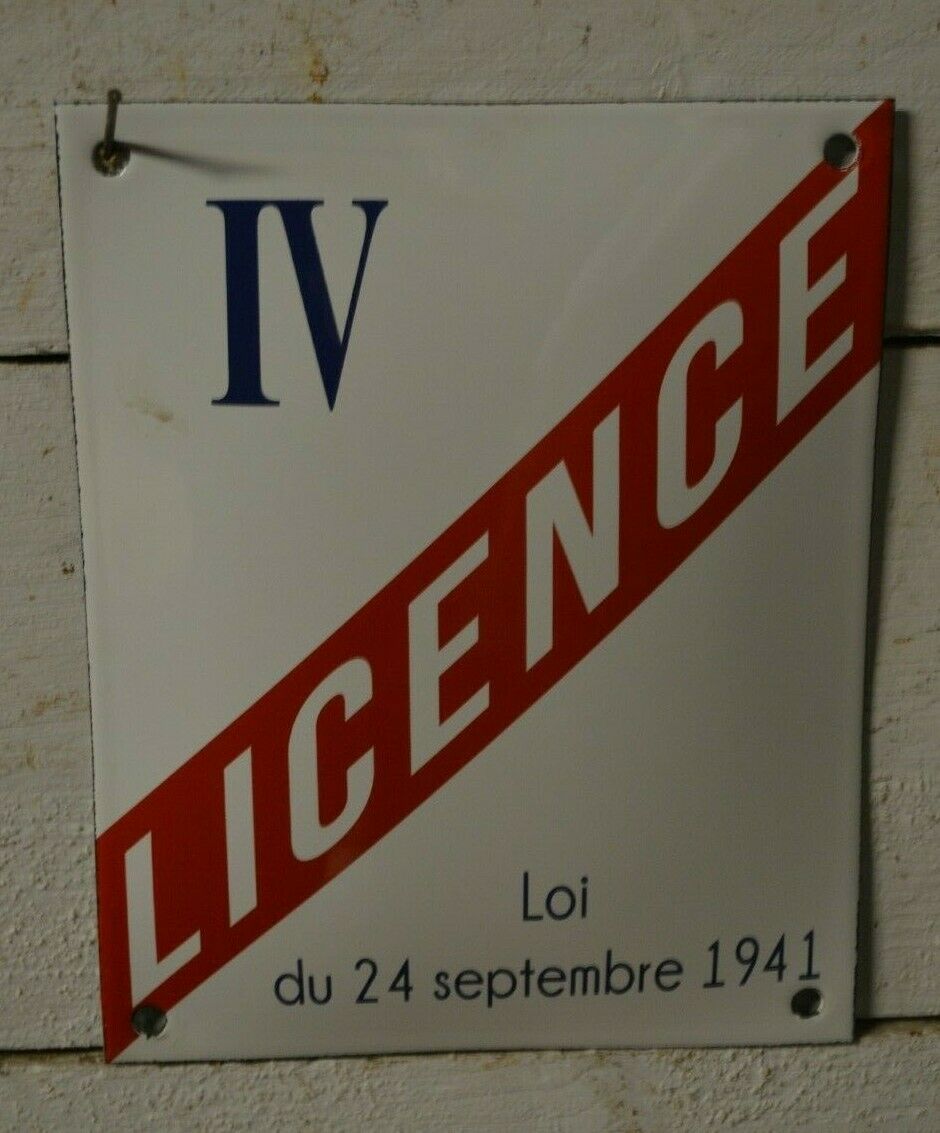 IV
LICENCE
Loi
du 24 septembre 1941